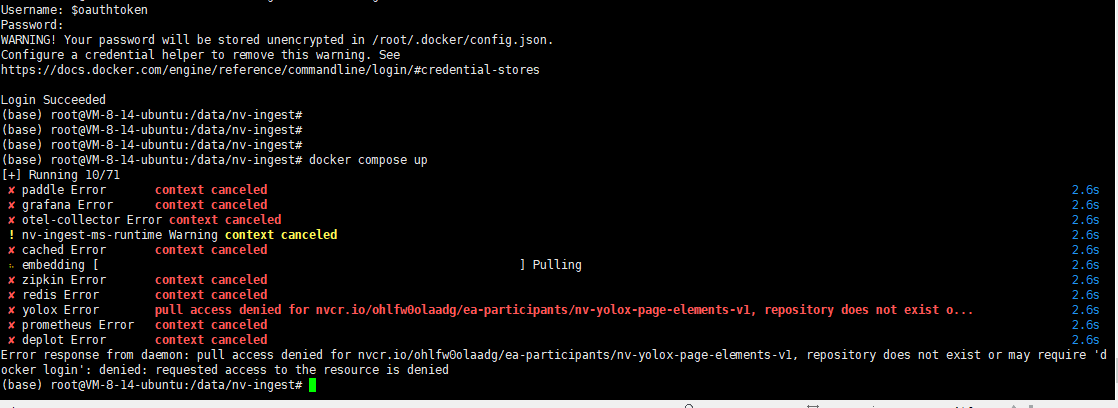 Username: $oauthtoken
Password:
WARNING! Your password will be stored unencrypted in /root/.docker/config.json.
Configure a credential helper to remove this warning. See
https://docs.docker.com/engine/reference/commandline/login/#credential-stores
Login Succeeded
(base) root@VM-8-14-ubuntu:/data/nv-ingest#
(base) root@VM-8-14-ubuntu:/data/nv-ingest#
(base) root@VM-8-14-ubuntu:/data/nv-ingest#
(base) root@VM-8-14-ubuntu:/data/nv-ingest# docker compose up
[+] Running 10/71
✘ paddle Error context canceled 2.6s
✘ grafana Error context canceled 2.6s
✘ otel-collector Error context canceled 2.6s
! nv-ingest-ms-runtime Warning context canceled 2.6s
✘ cached Error context canceled 2.6s
embedding [ ] Pulling 2.6s
✘ zipkin Error context canceled 2.6s
✘ redis Error context canceled 2.6s
✘ yolox Error pull access denied for nvcr.io/ohlfw0olaadg/ea-participants/nv-yolox-page-elements-v1, repository does not exist o... 2.6s
✘ prometheus Error context canceled 2.6s
✘ deplot Error context canceled 2.6s
Error response from daemon: pull access denied for nvcr.io/ohlfw0olaadg/ea-participants/nv-yolox-page-elements-v1, repository does not exist or may require 'd
ocker login': denied: requested access to the resource is denied
(base) root@VM-8-14-ubuntu:/data/nv-ingest#